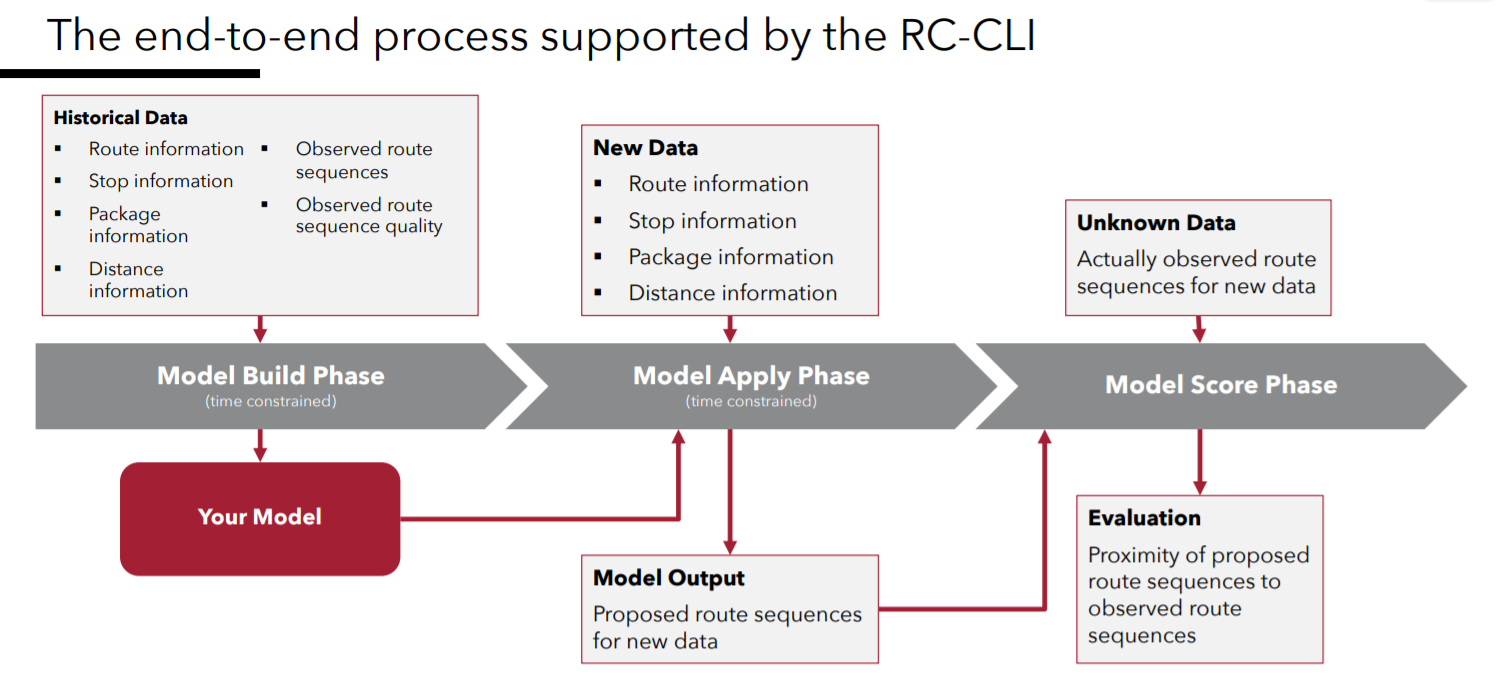 The end-to-end process supported by the RC-CLI
Historical Data
▪ Route information
▪ Stop information
▪ Package
information
▪ Distance
information
▪ Observed route
sequences
▪ Observed route
sequence quality
New Data
▪ Route information
▪ Stop information
▪ Package information
▪ Distance information
Unknown Data
Actually observed route
sequences for new data
Model Build Phase
(time constrained)
Model Apply Phase
(time constrained)
Model Score Phase
Your Model
Model Output
Proposed route sequences
for new data
Evaluation
Proximity of proposed
route sequences to
observed route
sequences